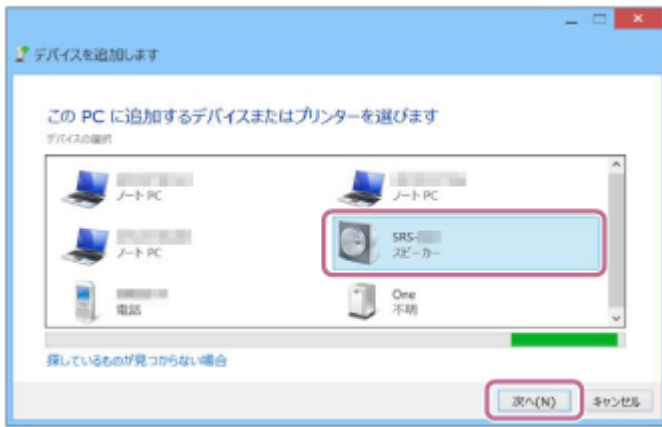 デバイスを追加します
この PC に追加するデバイスまたはプリンターを選びます
デバイスの選択
ノート PC
ノート PC
ノート PC
SRS-
スピーカー
電話
One
不明
探しているものが見つからない場合
次へ(N)
キャンセル